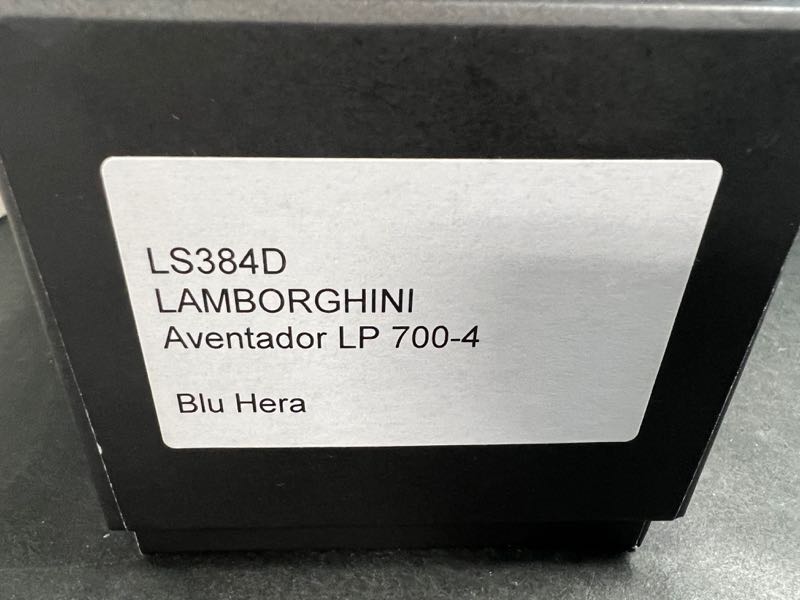 LS384D
LAMBORGHINI
Aventador LP 700-4
Blu Hera